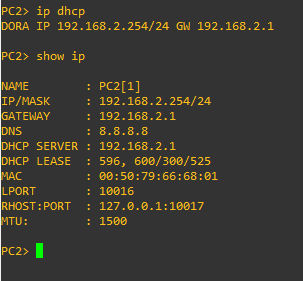 PC2> ip dhcp
DORA IP 192.168.2.254/24 GW 192.168.2.1
PC2> show ip
NAME : PC2[1]
IP/MASK : 192.168.2.254/24
GATEWAY : 192.168.2.1
DNS : 8.8.8.8
DHCP SERVER : 192.168.2.1
DHCP LEASE : 596, 600/300/525
MAC : 00:50:79:66:68:01
LPORT : 10016
RHOST:PORT : 127.0.0.1:10017
MTU: : 1500
PC2>